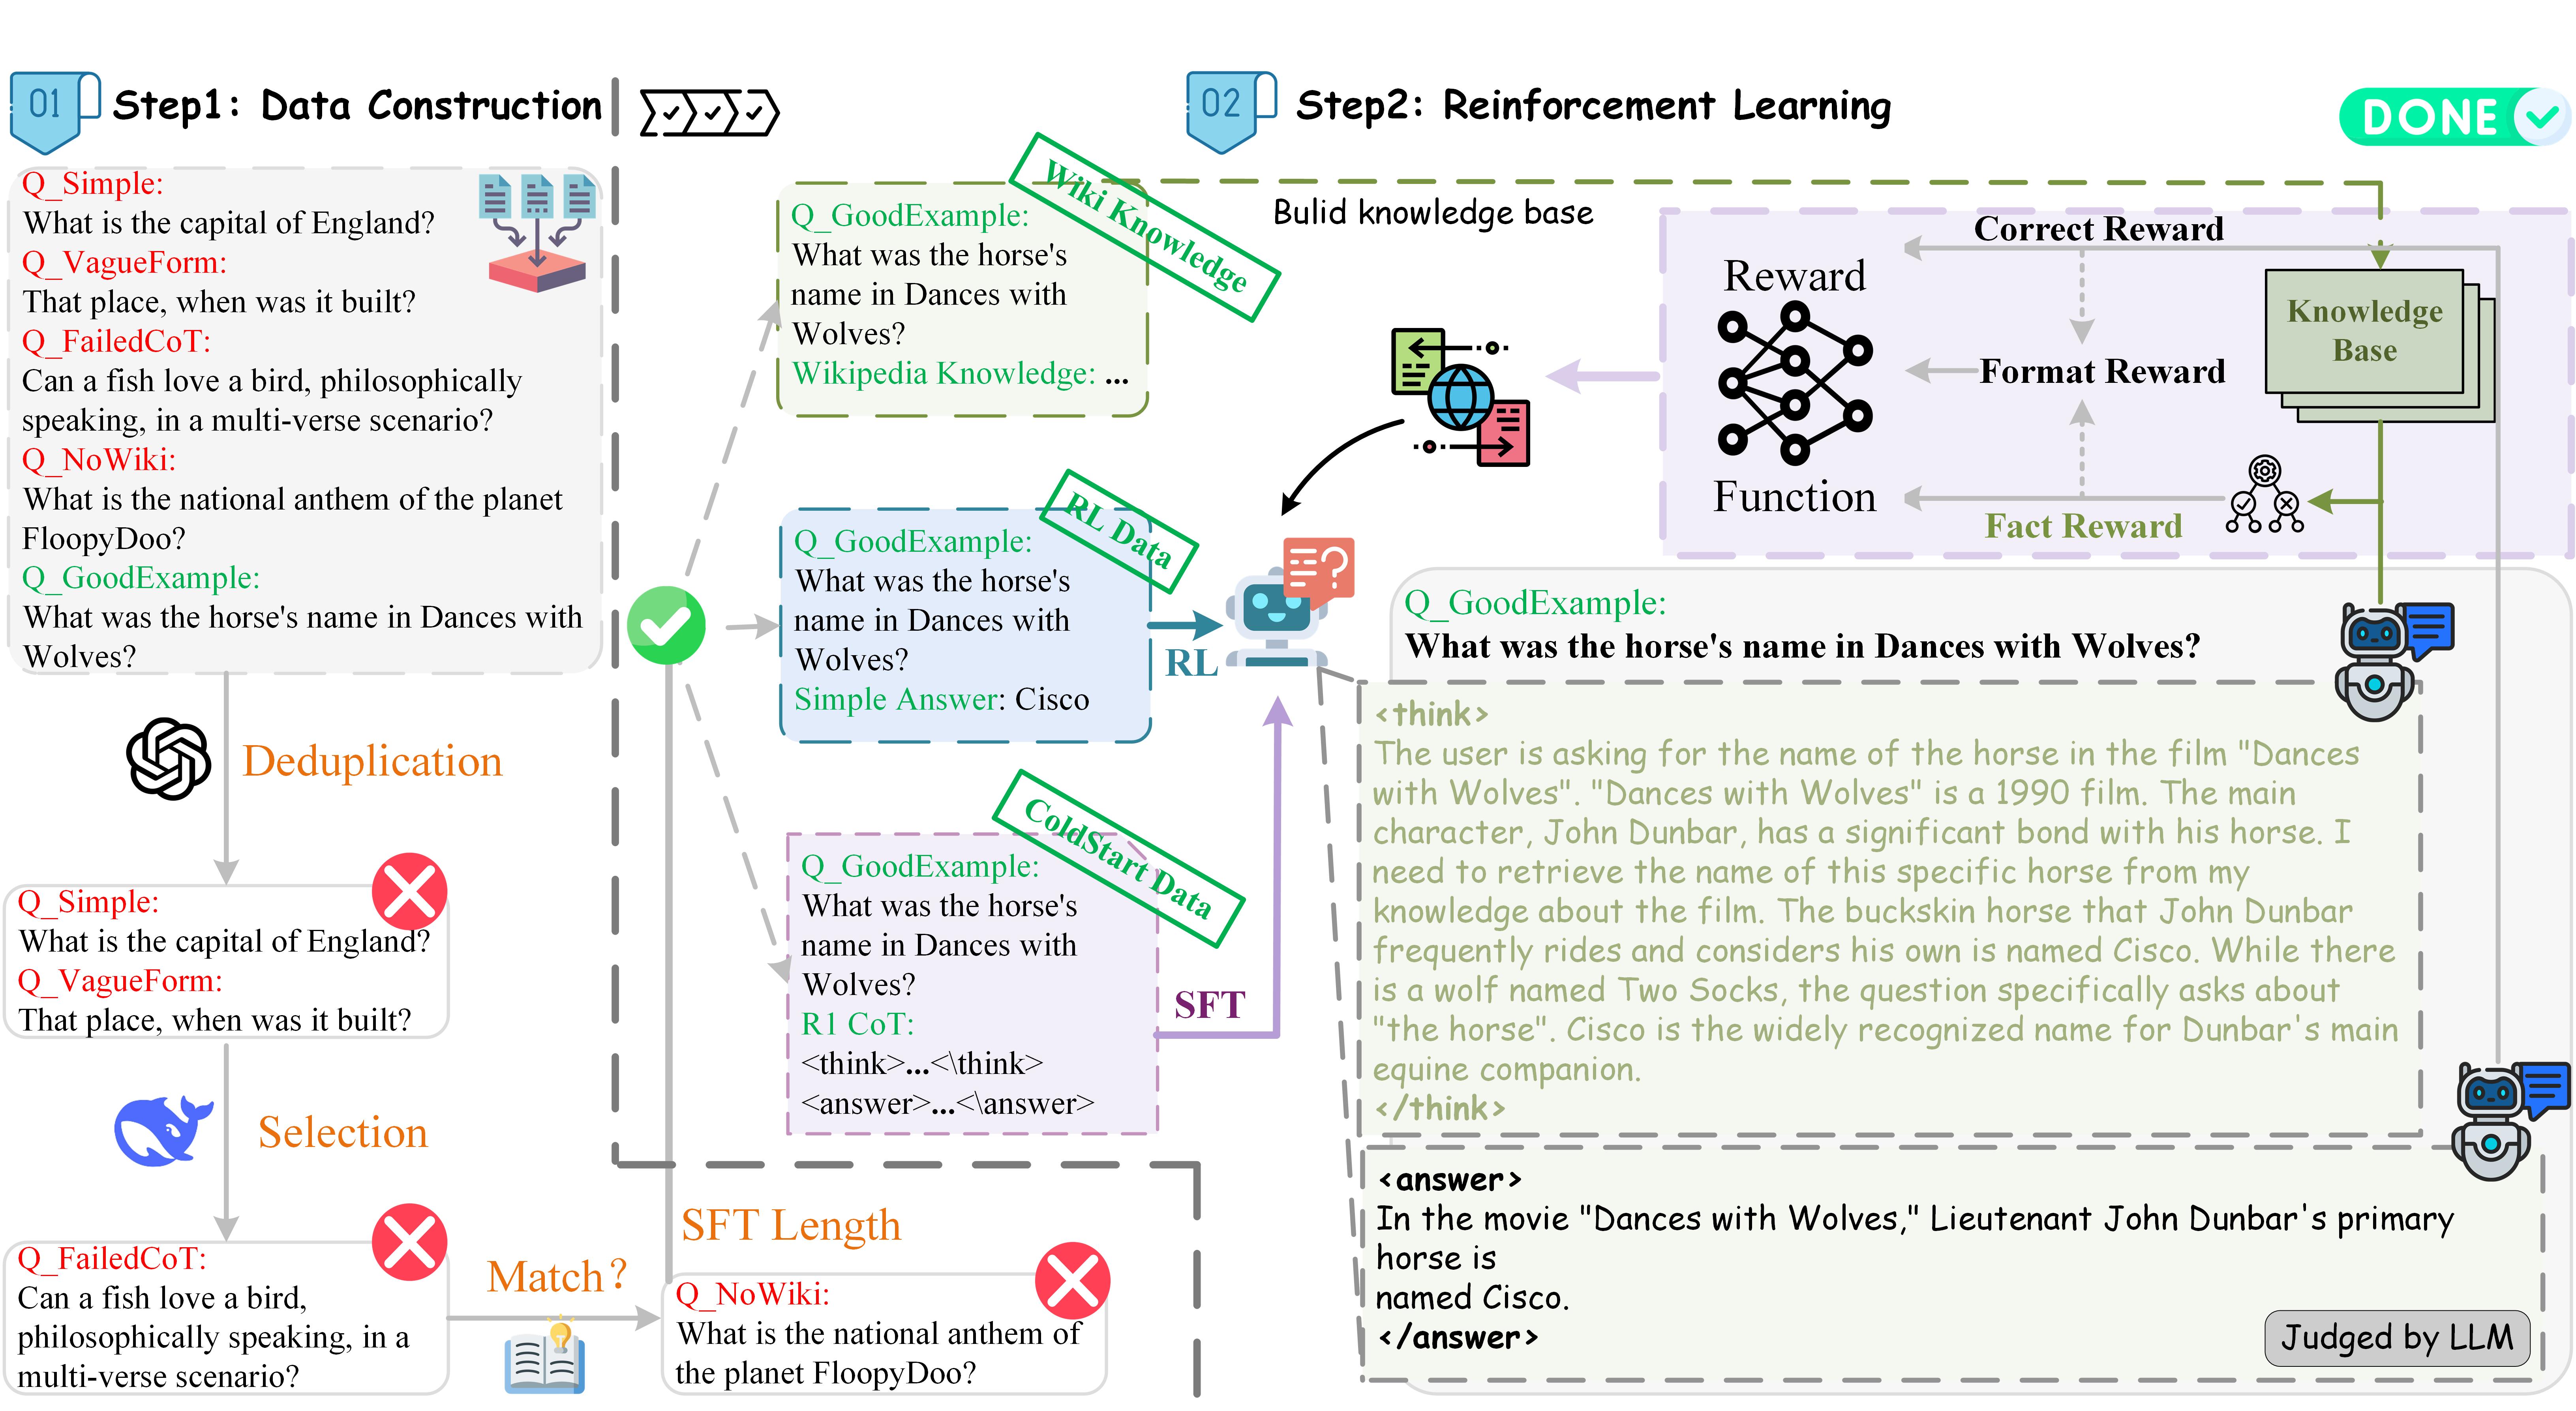 01
Step1: Data Construction
Q_Simple:
What is the capital of England?
Q_VagueForm:
That place, when was it built?
Q_FailedCoT:
Can a fish love a bird, philosophically
speaking, in a multi-verse scenario?
Q_NoWiki:
What is the national anthem of the planet
FloopyDoo?
Q_GoodExample:
What was the horse's name in Dances with
Wolves?
Deduplication
Q_Simple:
What is the capital of England?
Q_VagueForm:
That place, when was it built?
Selection
Q_FailedCoT:
Can a fish love a bird,
philosophically speaking, in a
multi-verse scenario?
Match?
SFT Length
Q_NoWiki:
What is the national anthem of
the planet FloopyDoo?
02
Step2: Reinforcement Learning
DONE
Wiki Knowledge
Q_GoodExample:
What was the horse's
name in Dances with
Wolves?
Wikipedia Knowledge: ...
Bulid knowledge base
RL Data
Q_GoodExample:
What was the horse's
name in Dances with
Wolves?
Simple Answer: Cisco
RL
ColdStart Data
Q_GoodExample:
What was the horse's
name in Dances with
Wolves?
R1 CoT:
<think>...<\think>
<answer>...<\answer>
SFT
Reward
Function
Correct Reward
Format Reward
Fact Reward
Knowledge
Base
Q_GoodExample:
What was the horse's name in Dances with Wolves?
<think>
The user is asking for the name of the horse in the film "Dances
with Wolves". "Dances with Wolves" is a 1990 film. The main
character, John Dunbar, has a significant bond with his horse. I
need to retrieve the name of this specific horse from my
knowledge about the film. The buckskin horse that John Dunbar
frequently rides and considers his own is named Cisco. While there
is a wolf named Two Socks, the question specifically asks about
"the horse". Cisco is the widely recognized name for Dunbar's main
equine companion.
</think>
<answer>
In the movie "Dances with Wolves," Lieutenant John Dunbar's primary
horse is
named Cisco.
</answer>
Judged by LLM